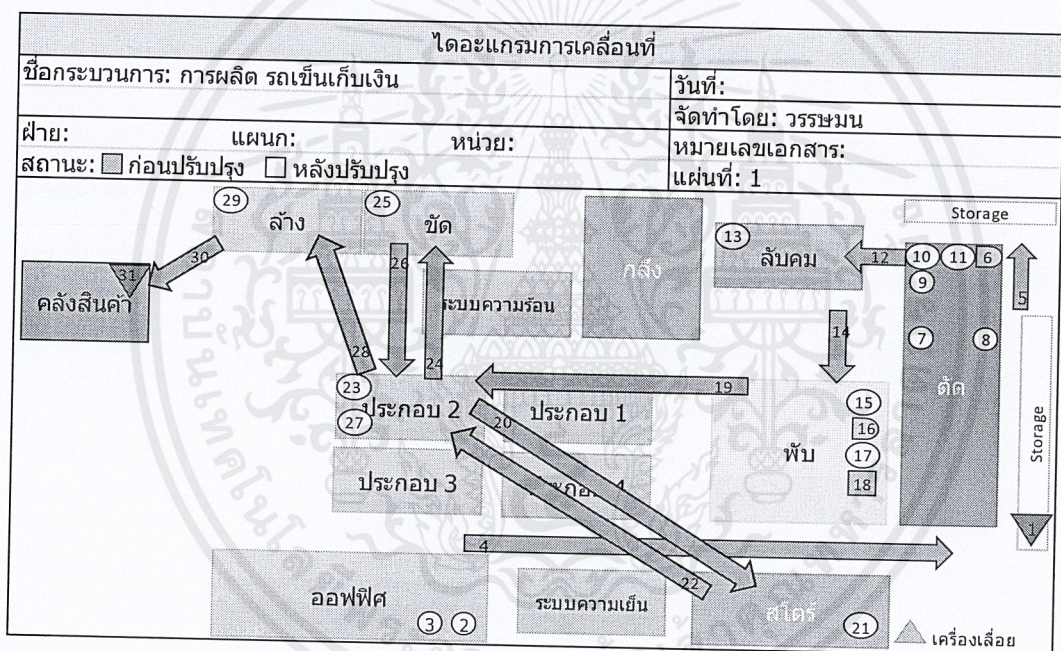 ไดอะแกรมการเคลื่อนที่
ชื่อกระบวนการ: การผลิต รถเข็นเก็บเงิน
วันที่:
จัดทำโดย: วรรษมน
ฝ่าย: แผนก: หน่วย:
หมายเลขเอกสาร:
สถานะ: ก่อนปรับปรุง หลังปรับปรุง
แผ่นที่: 1
29 ล้าง 25 ขัด
กลึง
13 ลับคม 12
Storage
10 11 6
9
5
30
31
คลังสินค้า
26
ระบบความร้อน
14
7 8
28 24
ตัด
Storage
23
27
ประกอบ 2
20
ประกอบ 1
19
15
16
พับ 17
18
ประกอบ 3
4
1
22
ออฟฟิศ
3 2
ระบบความเย็น
สโตร์
21
เครื่องเลื่อย